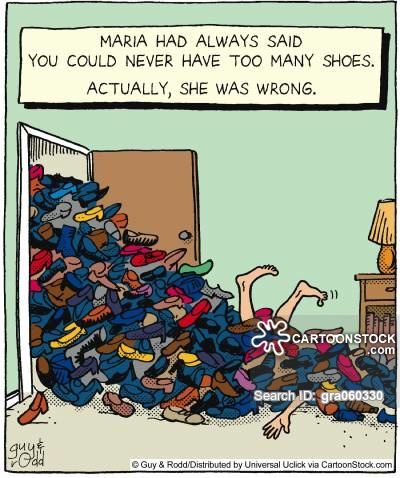 MARIA HAD ALWAYS SAID
YOU COULD NEVER HAVE TOO MANY SHOES.
ACTUALLY, SHE WAS WRONG.
CARTOONSTOCK
.com
Search ID: gra060330
guy &
rodd
© Guy & Rodd/Distributed by Universal Uclick via CartoonStock.com